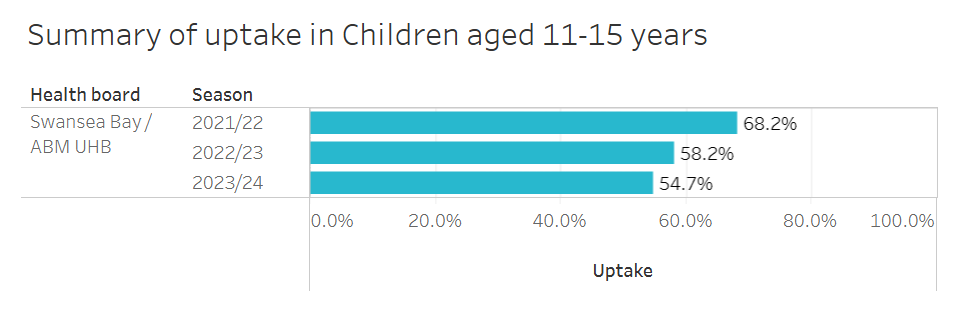 Summary of uptake in Children aged 11-15 years
Health board Season
Swansea Bay / ABM UHB
2021/22 68.2%
2022/23 58.2%
2023/24 54.7%
0.0% 20.0% 40.0% 60.0% 80.0% 100.0%
Uptake